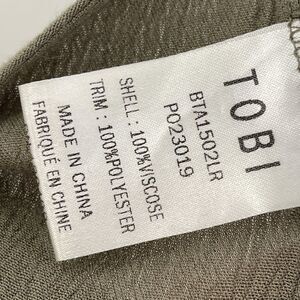 TOBI
BTA1502LR
PO23019
SHELL : 100%VISCOSE
TRIM : 100%POLYESTER
MADE IN CHINA
FABRIQUÉ EN CHINE